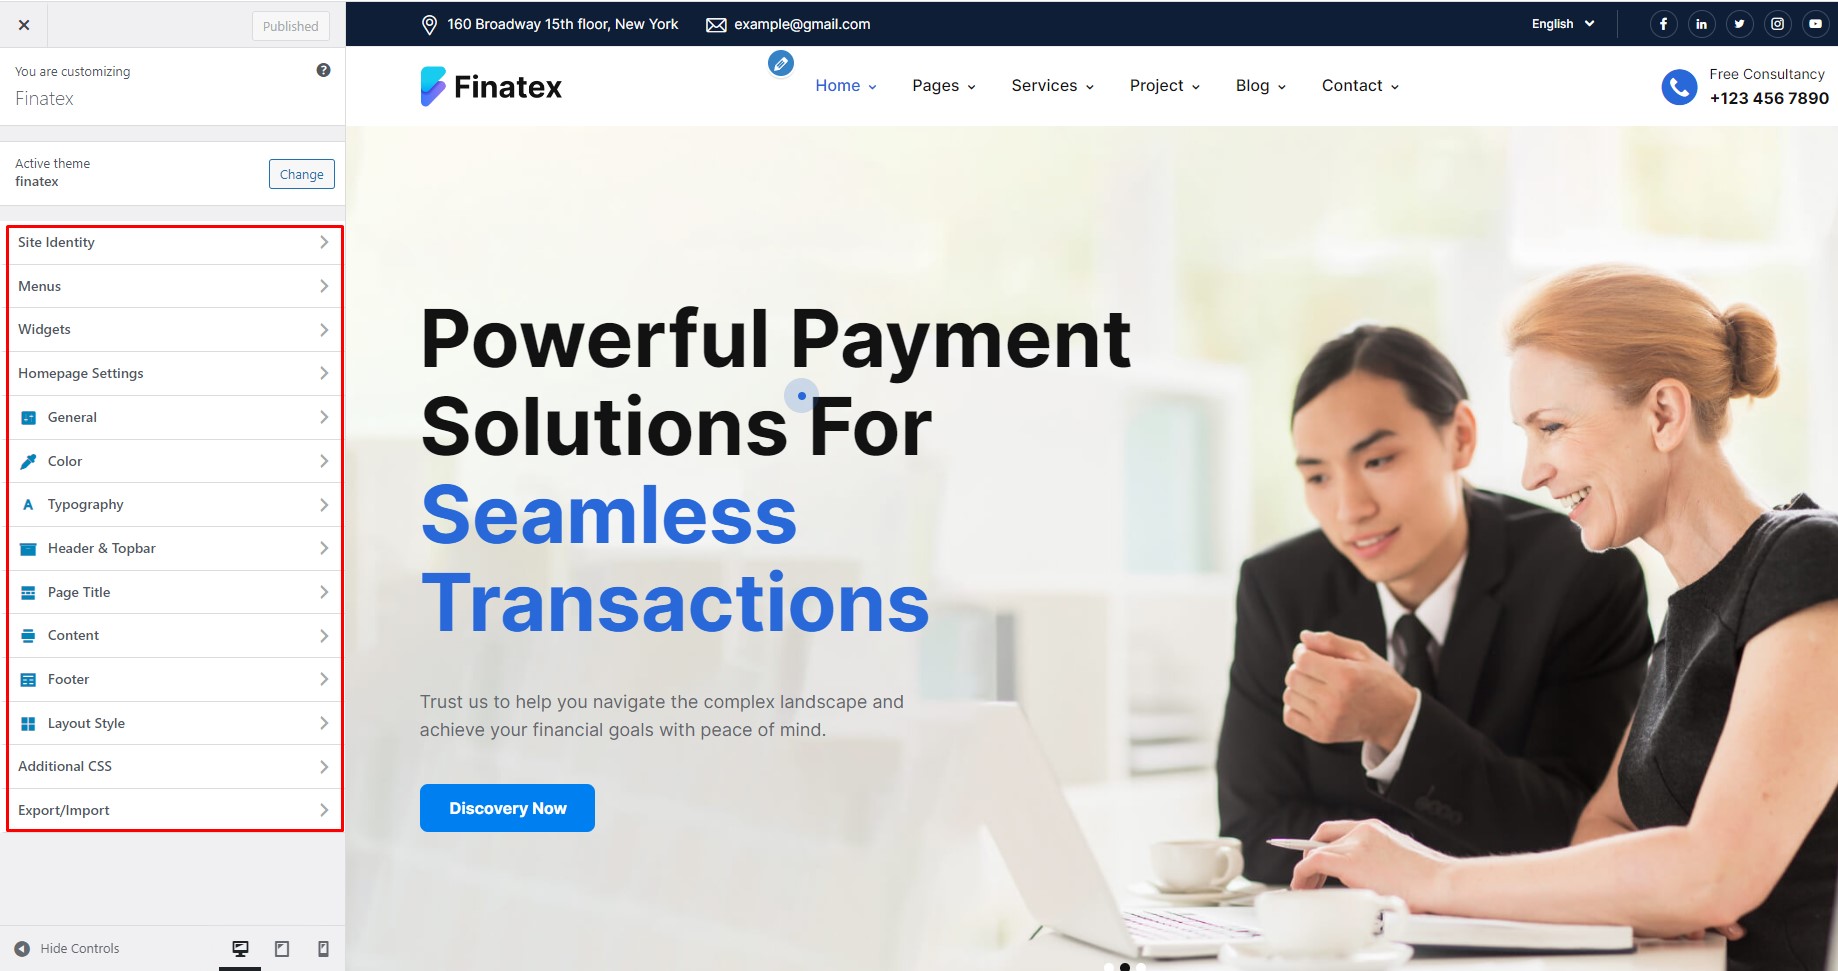 Published
You are customizing
Finatex
Active theme
finatex
Change
Site Identity
Menus
Widgets
Homepage Settings
General
Color
Typography
Header & Topbar
Page Title
Content
Footer
Layout Style
Additional CSS
Export/Import
Hide Controls
160 Broadway 15th floor, New York example@gmail.com English
Finatex Home Pages Services Project Blog Contact
Free Consultancy
+123 456 7890
Powerful Payment
Solutions For
Seamless
Transactions
Trust us to help you navigate the complex landscape and
achieve your financial goals with peace of mind.
Discovery Now